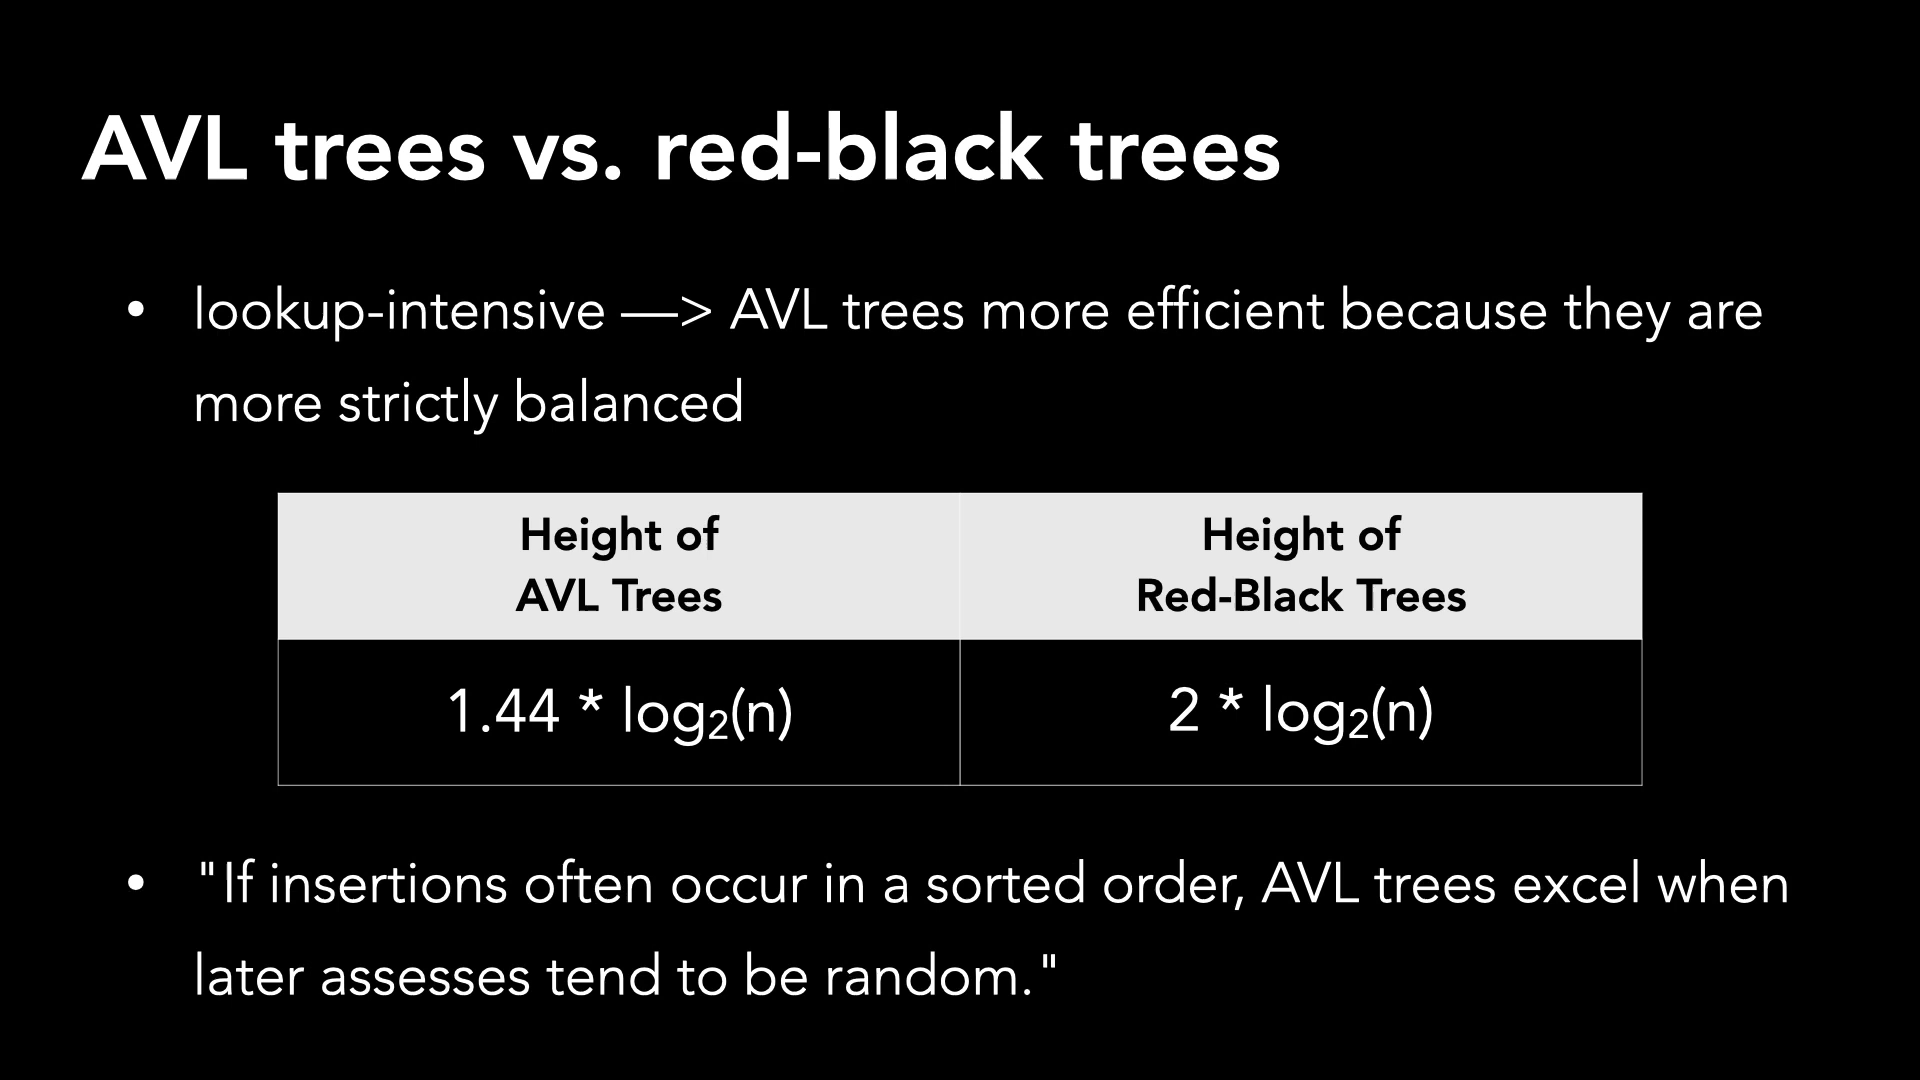 AVL trees vs. red-black trees
• lookup-intensive —> AVL trees more efficient because they are
more strictly balanced
Height of
AVL Trees
Height of
Red-Black Trees
1.44 * log₂(n)
2 * log₂(n)
• "If insertions often occur in a sorted order, AVL trees excel when
later assesses tend to be random."